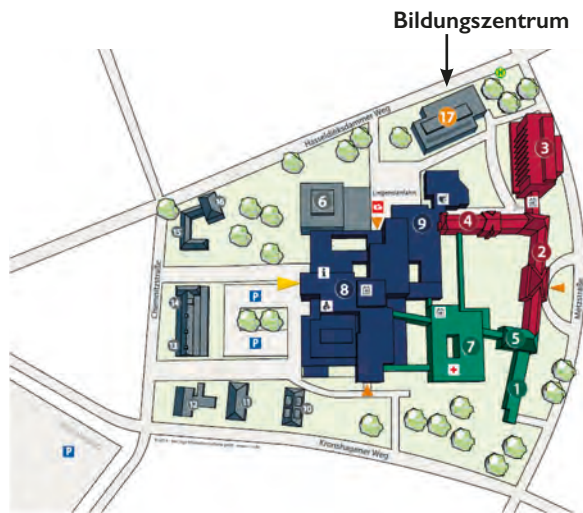 Bildungszentrum
H
Hasseldieksdammer Weg
17
3
16
15
6
Liegendanfahrt
9
4
2
Metzstraße
i
Chemnitzstraße
P
8
14
13
7
5
P
1
12
11
10
Kronshagener Weg
P